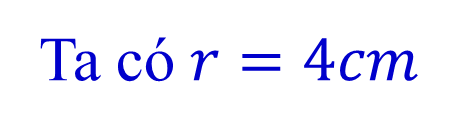 Ta có r = 4cm